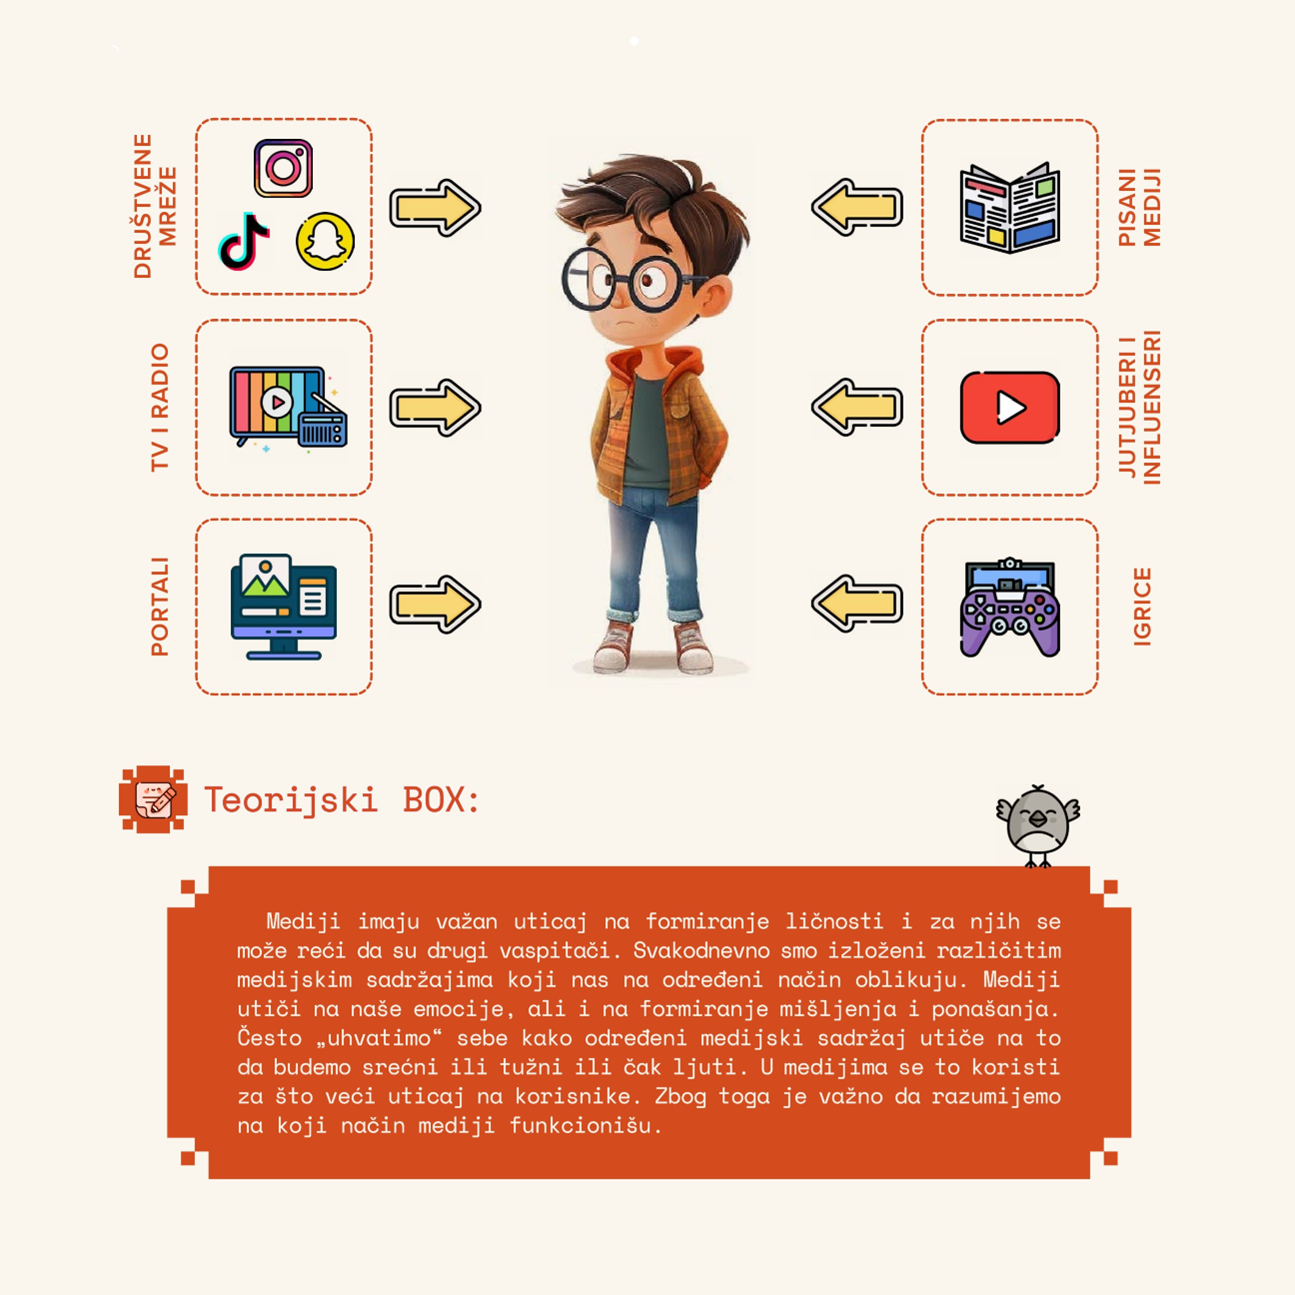 DRUŠTVENE
MREŽE
PISANI
MEDIJI
TV I RADIO
JUTJUBERI I
INFLUENSERI
PORTALI
IGRICE
Teorijski BOX:
Mediji imaju važan uticaj na formiranje ličnosti i za njih se
može reći da su drugi vaspitači. Svakodnevno smo izloženi različitim
medijskim sadržajima koji nas na određeni način oblikuju. Mediji
utiči na naše emocije, ali i na formiranje mišljenja i ponašanja.
Često „uhvatimo“ sebe kako određeni medijski sadržaj utiče na to
da budemo srećni ili tužni ili čak ljuti. U medijima se to koristi
za što veći uticaj na korisnike. Zbog toga je važno da razumijemo
na koji način mediji funkcionišu.